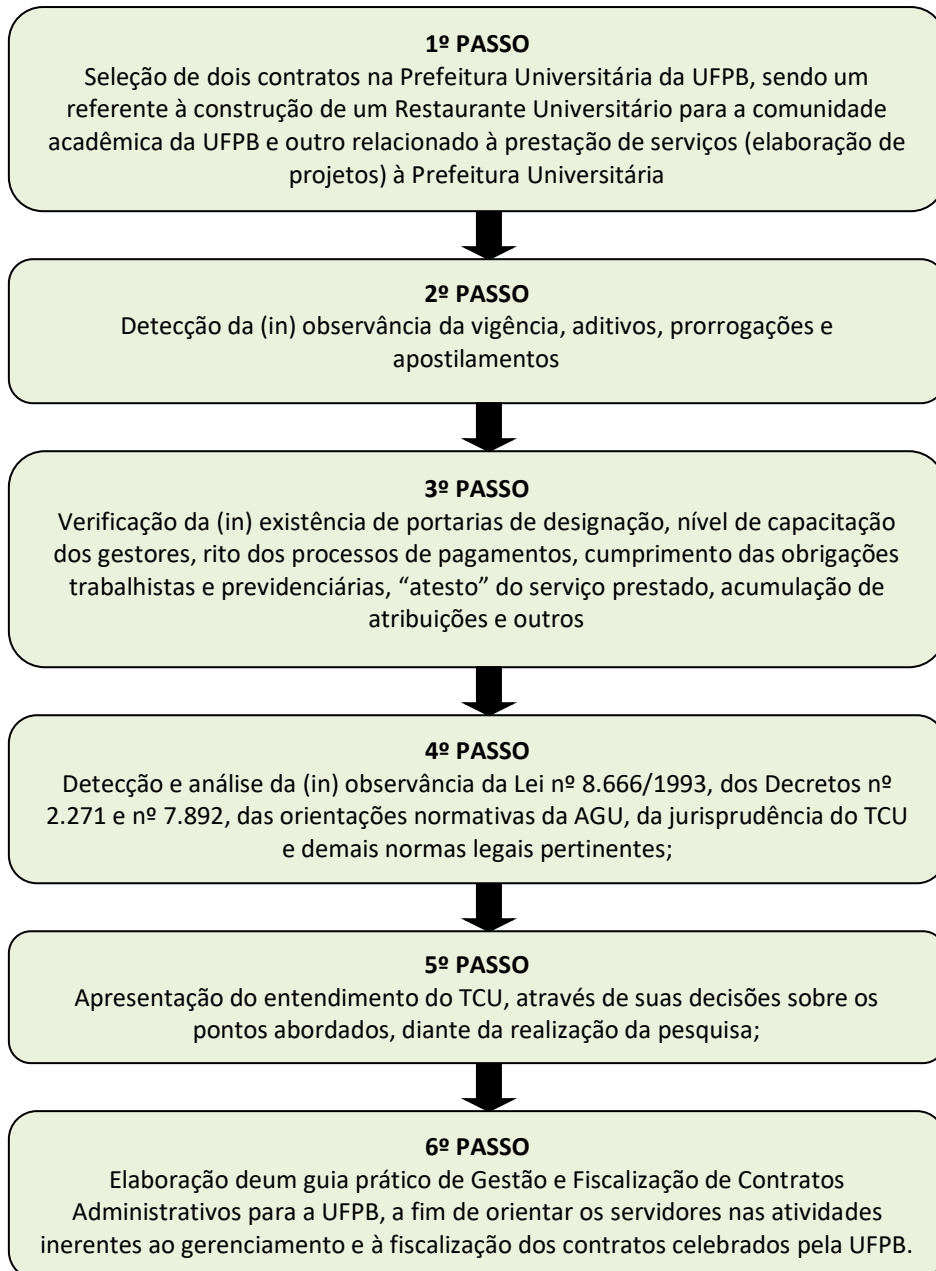 1º PASSO
Seleção de dois contratos na Prefeitura Universitária da UFPB, sendo um
referente à construção de um Restaurante Universitário para a comunidade
acadêmica da UFPB e outro relacionado à prestação de serviços (elaboração de
projetos) à Prefeitura Universitária
2º PASSO
Detecção da (in) observância da vigência, aditivos, prorrogações e
apostilamentos
3º PASSO
Verificação da (in) existência de portarias de designação, nível de capacitação
dos gestores, rito dos processos de pagamentos, cumprimento das obrigações
trabalhistas e previdenciárias, “atesto” do serviço prestado, acumulação de
atribuições e outros
4º PASSO
Detecção e análise da (in) observância da Lei nº 8.666/1993, dos Decretos nº
2.271 e nº 7.892, das orientações normativas da AGU, da jurisprudência do TCU
e demais normas legais pertinentes;
5º PASSO
Apresentação do entendimento do TCU, através de suas decisões sobre os
pontos abordados, diante da realização da pesquisa;
6º PASSO
Elaboração deum guia prático de Gestão e Fiscalização de Contratos
Administrativos para a UFPB, a fim de orientar os servidores nas atividades
inerentes ao gerenciamento e à fiscalização dos contratos celebrados pela UFPB.